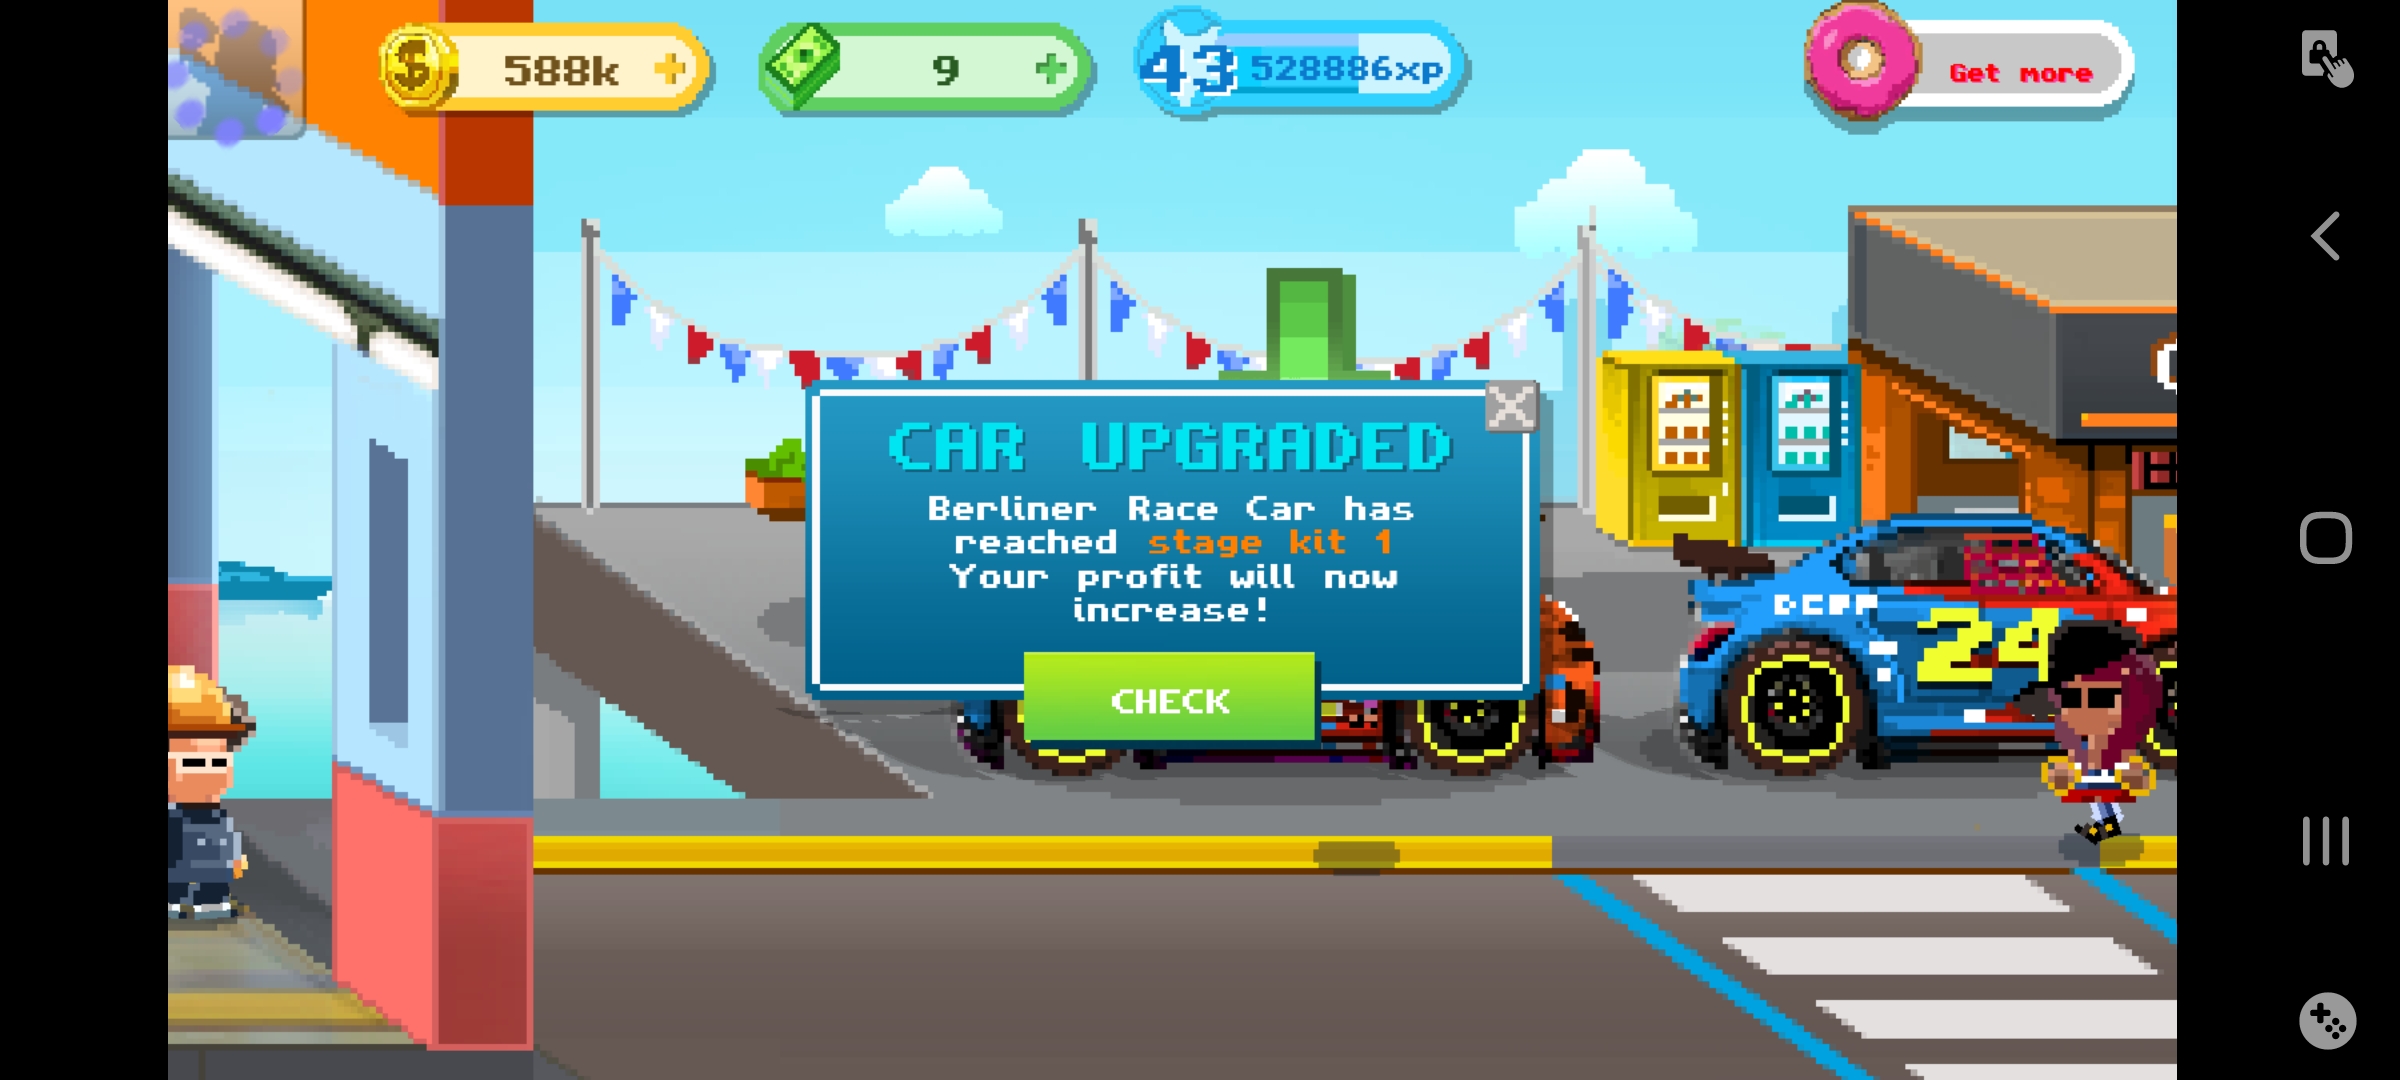 588k
9
43
528886xp
Get more
CAR UPGRADED
Berliner Race Car has
reached stage kit 1
Your profit will now
increase!
CHECK
24